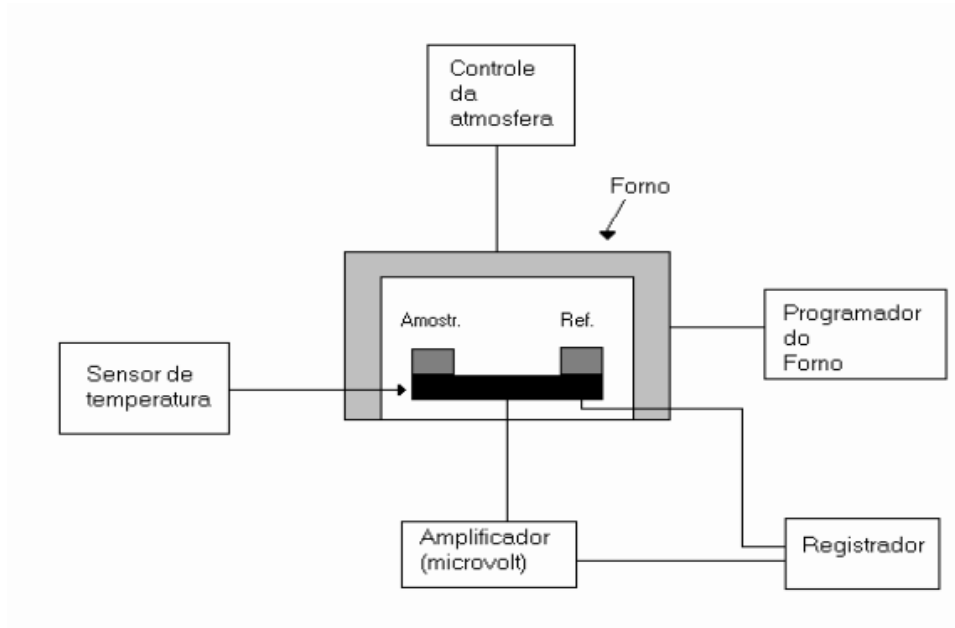 Controle
da
atmosfera
Forno
Amostr.
Ref.
Programador
do
Forno
Sensor de
temperatura
Amplificador
(microvolt)
Registrador